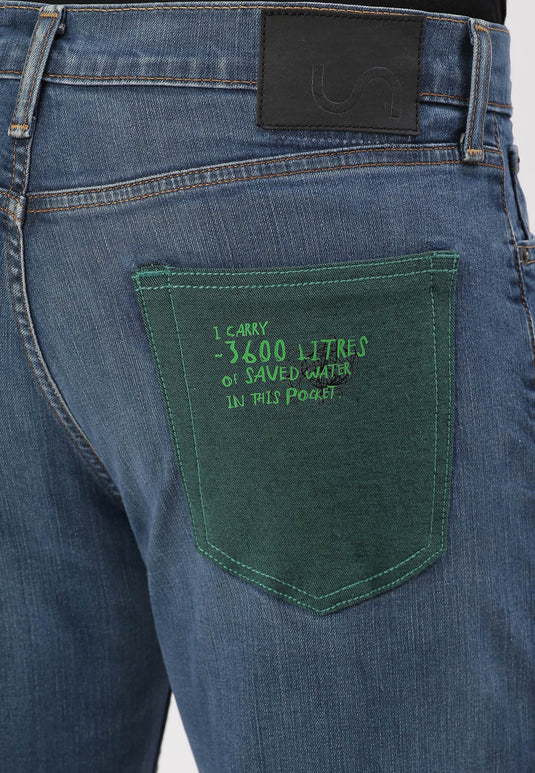 I CARRY
~3600 LITRES
OF SAVED WATER
IN THIS POCKET.